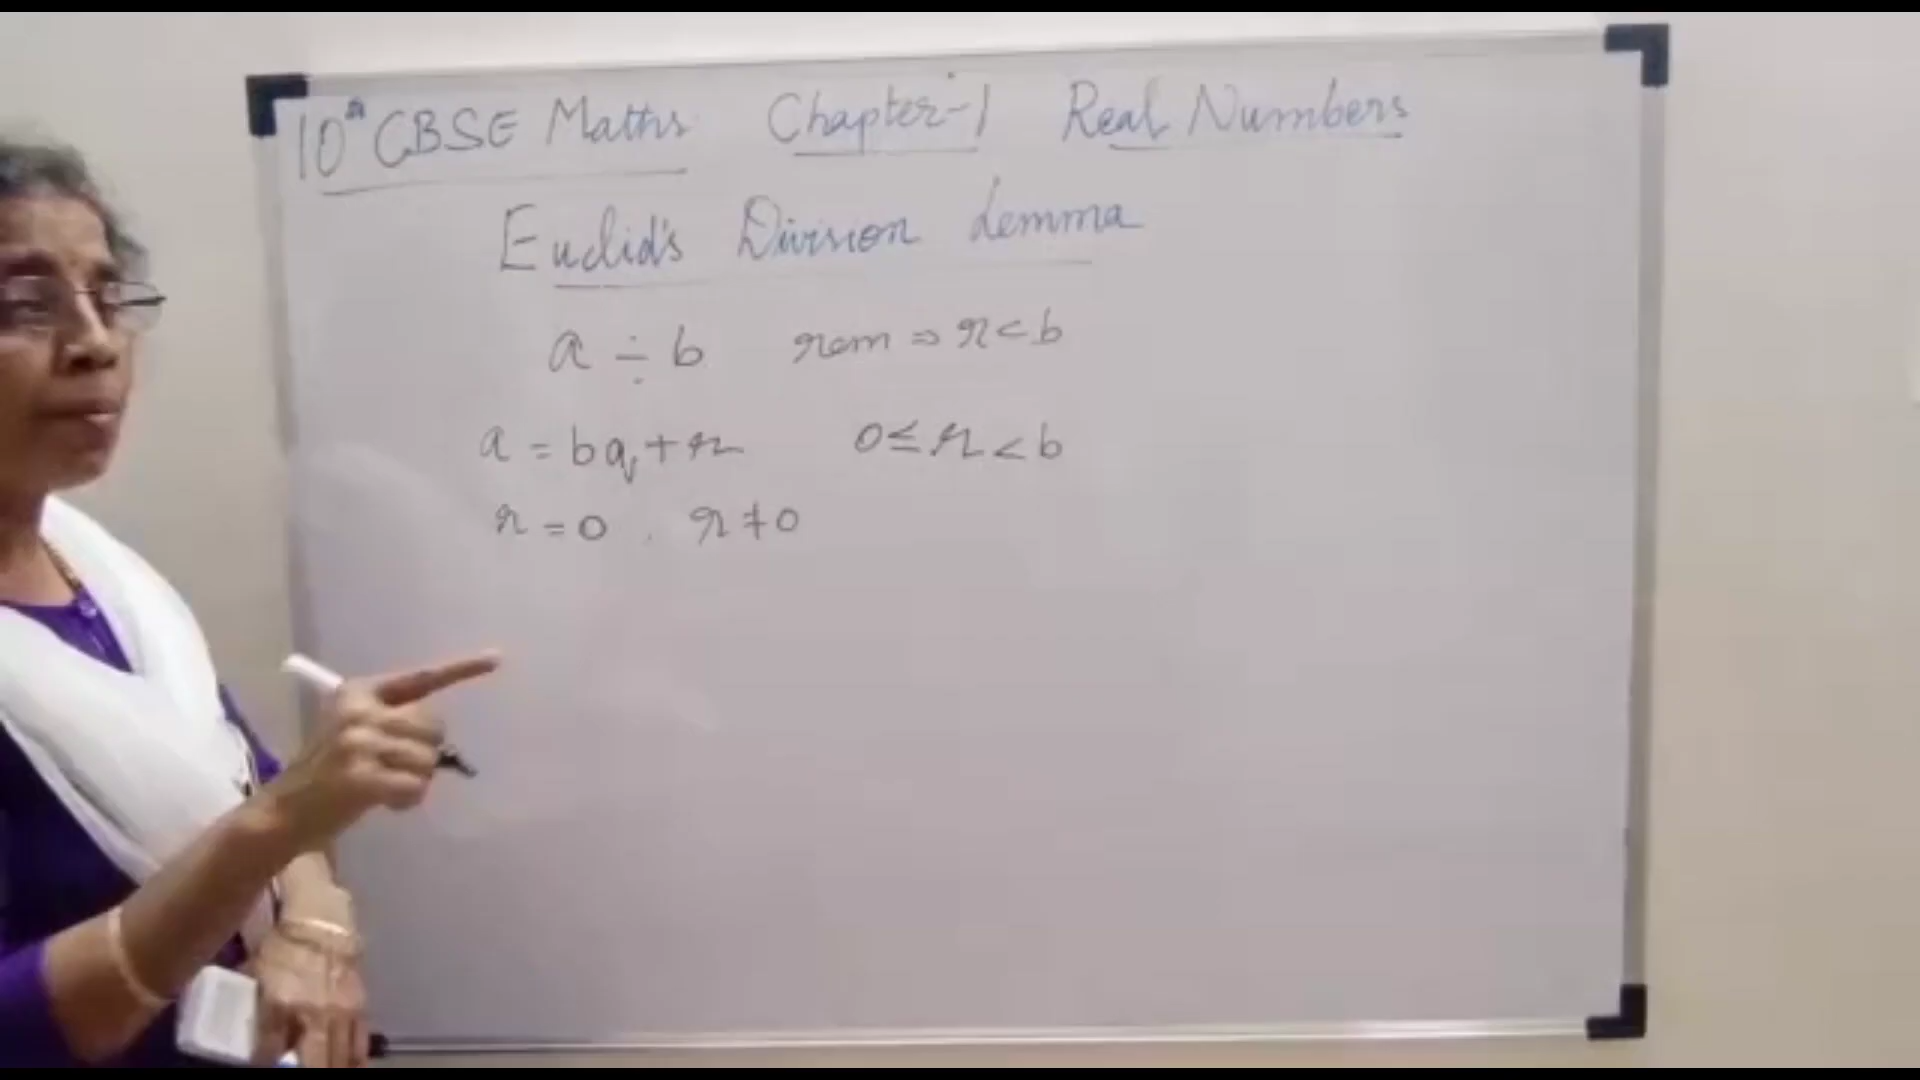 10th CBSE Maths Chapter-1 Real Numbers
Euclid's Division Lemma
a ÷ b rem ⇒ r < b
a = bq + r 0 ≤ r < b
r = 0 , r ≠ 0